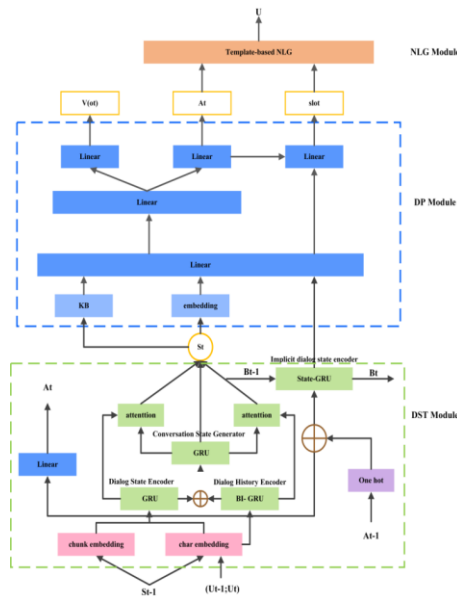 U
Template-based NLG
NLG Module
V(ot)
At
slot
Linear
Linear
Linear
Linear
DP Module
Linear
KB
embedding
St
Implicit dialog state encoder
Bt-1
State-GRU
Bt
At
attenttion
attenttion
DST Module
Conversation State Generator
GRU
Linear
Dialog State Encoder
Dialog History Encoder
One hot
GRU
BI- GRU
chunk embedding
char embedding
At-1
St-1
(Ut-1;Ut)